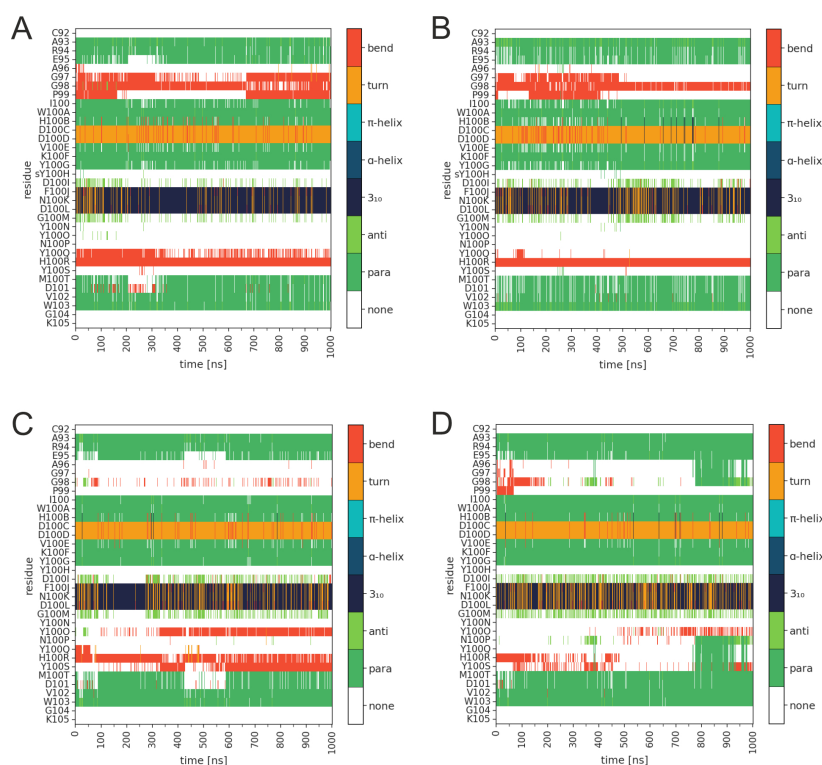 A
C92
A93
R94
E95
A96
G97
G98
P99
I100
W100A
H100B
D100C
D100D
V100E
K100F
Y100G
sY100H
D100I
F100J
N100K
D100L
G100M
Y100N
Y100O
N100P
Y100Q
H100R
Y100S
M100T
D101
V102
W103
G104
K105
residue
0 100 200 300 400 500 600 700 800 900 1000
time [ns]
bend
turn
π-helix
α-helix
3₁₀
anti
para
none
B
C92
A93
R94
E95
A96
G97
G98
P99
I100
W100A
H100B
D100C
D100D
V100E
K100F
Y100G
sY100H
D100I
F100J
N100K
D100L
G100M
Y100N
Y100O
N100P
Y100Q
H100R
Y100S
M100T
D101
V102
W103
G104
K105
residue
0 100 200 300 400 500 600 700 800 900 1000
time [ns]
bend
turn
π-helix
α-helix
3₁₀
anti
para
none
C
C92
A93
R94
E95
A96
G97
G98
P99
I100
W100A
H100B
D100C
D100D
V100E
K100F
Y100G
Y100H
D100I
F100J
N100K
D100L
G100M
Y100N
Y100O
N100P
Y100Q
H100R
Y100S
M100T
D101
V102
W103
G104
K105
residue
0 100 200 300 400 500 600 700 800 900 1000
time [ns]
bend
turn
π-helix
α-helix
3₁₀
anti
para
none
D
C92
A93
R94
E95
A96
G97
G98
P99
I100
W100A
H100B
D100C
D100D
V100E
K100F
Y100G
Y100H
D100I
F100J
N100K
D100L
G100M
Y100N
Y100O
N100P
Y100Q
H100R
Y100S
M100T
D101
V102
W103
G104
K105
residue
0 100 200 300 400 500 600 700 800 900 1000
time [ns]
bend
turn
π-helix
α-helix
3₁₀
anti
para
none